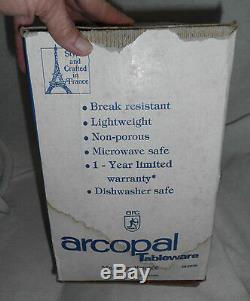 Styled
and
Crafted
in
France
• Break resistant
• Lightweight
• Non-porous
• Microwave safe
• 1 - Year limited
warranty*
• Dishwasher safe
arcopal
Tableware